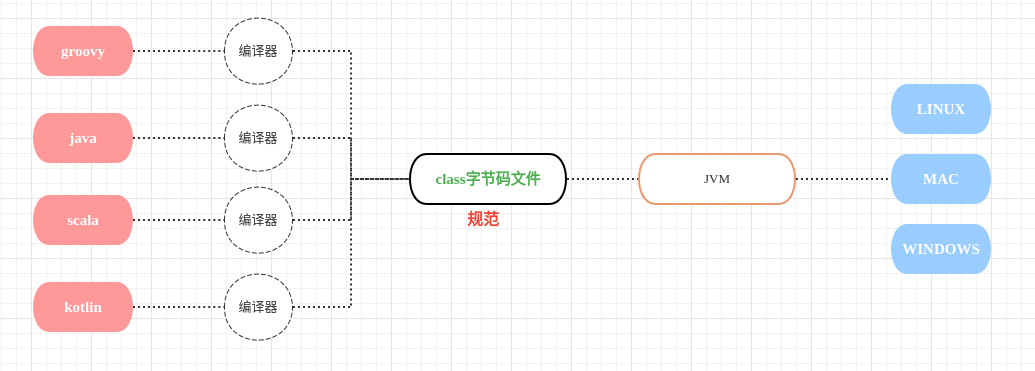 groovy
编译器
java
编译器
scala
编译器
kotlin
编译器
class字节码文件
规范
JVM
LINUX
MAC
WINDOWS